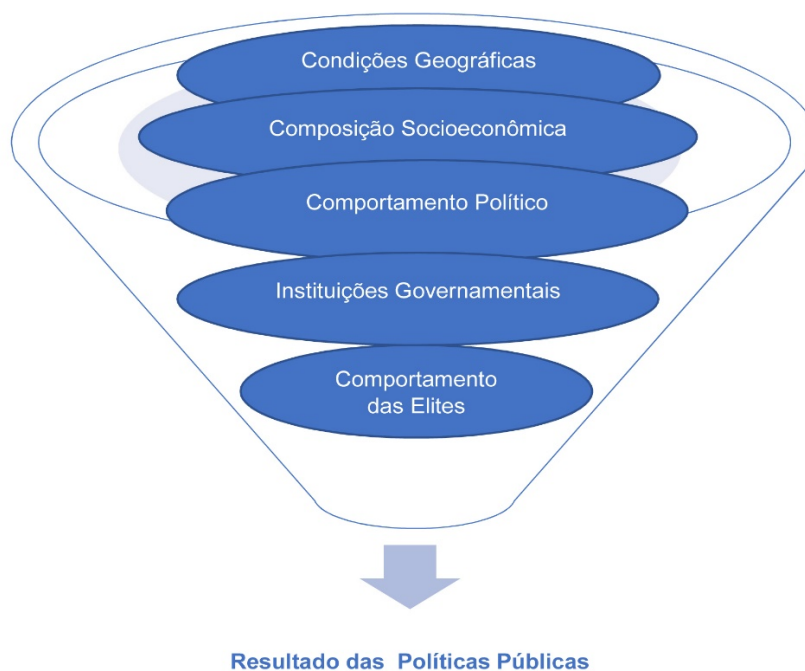 Condições Geográficas
Composição Socioeconômica
Comportamento Político
Instituições Governamentais
Comportamento
das Elites
Resultado das Políticas Públicas